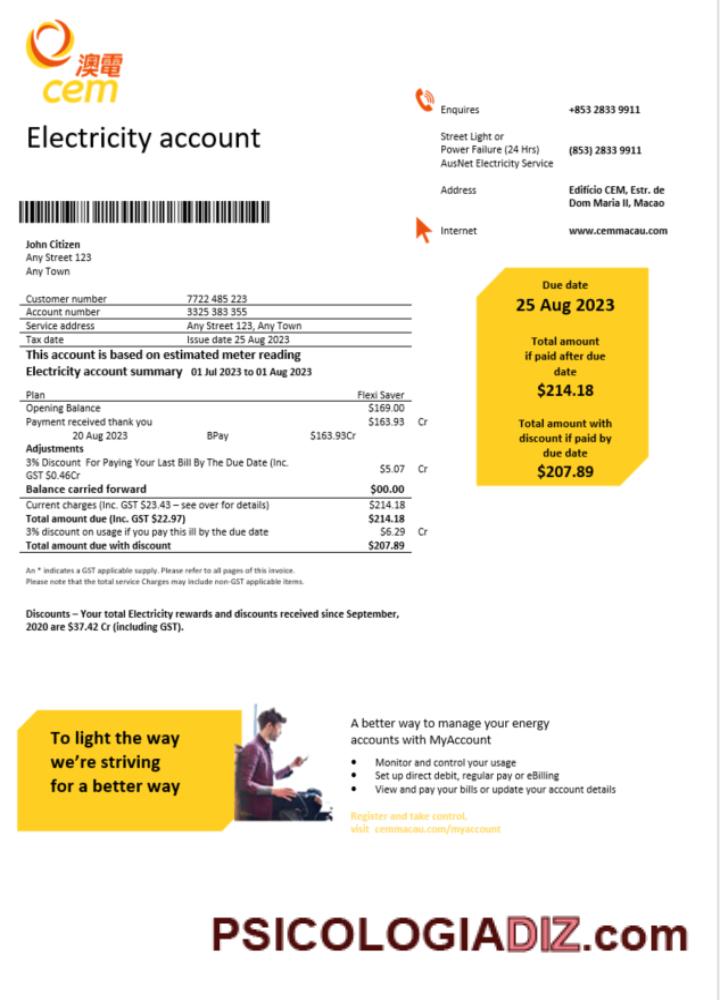 澳電
cem
Electricity account
Enquires +853 2833 9911
Street Light or
Power Failure (24 Hrs) (853) 2833 9911
AusNet Electricity Service
Address Edifício CEM, Estr. de
Dom Maria II, Macao
Internet www.cemmacau.com
John Citizen
Any Street 123
Any Town
Customer number 7722 485 223
Account number 3325 383 355
Service address Any Street 123, Any Town
Tax date Issue date 25 Aug 2023
This account is based on estimated meter reading
Electricity account summary 01 Jul 2023 to 01 Aug 2023
Plan Flexi Saver
Opening Balance $169.00
Payment received thank you $163.93 Cr
20 Aug 2023 BPay $163.93Cr
Adjustments
3% Discount For Paying Your Last Bill By The Due Date (Inc.
GST $0.46Cr $5.07 Cr
Balance carried forward $00.00
Current charges (Inc. GST $23.43 – see over for details) $214.18
Total amount due (Inc. GST $22.97) $214.18
3% discount on usage if you pay this ill by the due date $6.29 Cr
Total amount due with discount $207.89
Due date
25 Aug 2023
Total amount
if paid after due
date
$214.18
Total amount with
discount if paid by
due date
$207.89
An * indicates a GST applicable supply. Please refer to all pages of this invoice.
Please note that the total service Charges may include non-GST applicable items.
Discounts – Your total Electricity rewards and discounts received since September,
2020 are $37.42 Cr (including GST).
To light the way
we're striving
for a better way
A better way to manage your energy
accounts with MyAccount
• Monitor and control your usage
• Set up direct debit, regular pay or eBilling
• View and pay your bills or update your account details
Register and take control,
visit cemmacau.com/myaccount
PSICOLOGIADIZ.com